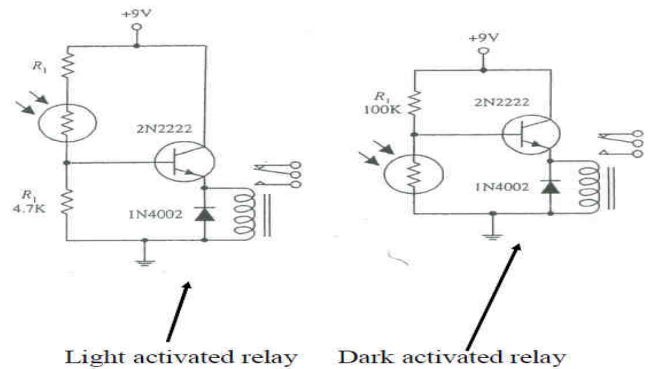 +9V
R1
2N2222
R1
4.7K
1N4002
+9V
R1
100K
2N2222
1N4002
Light activated relay
Dark activated relay